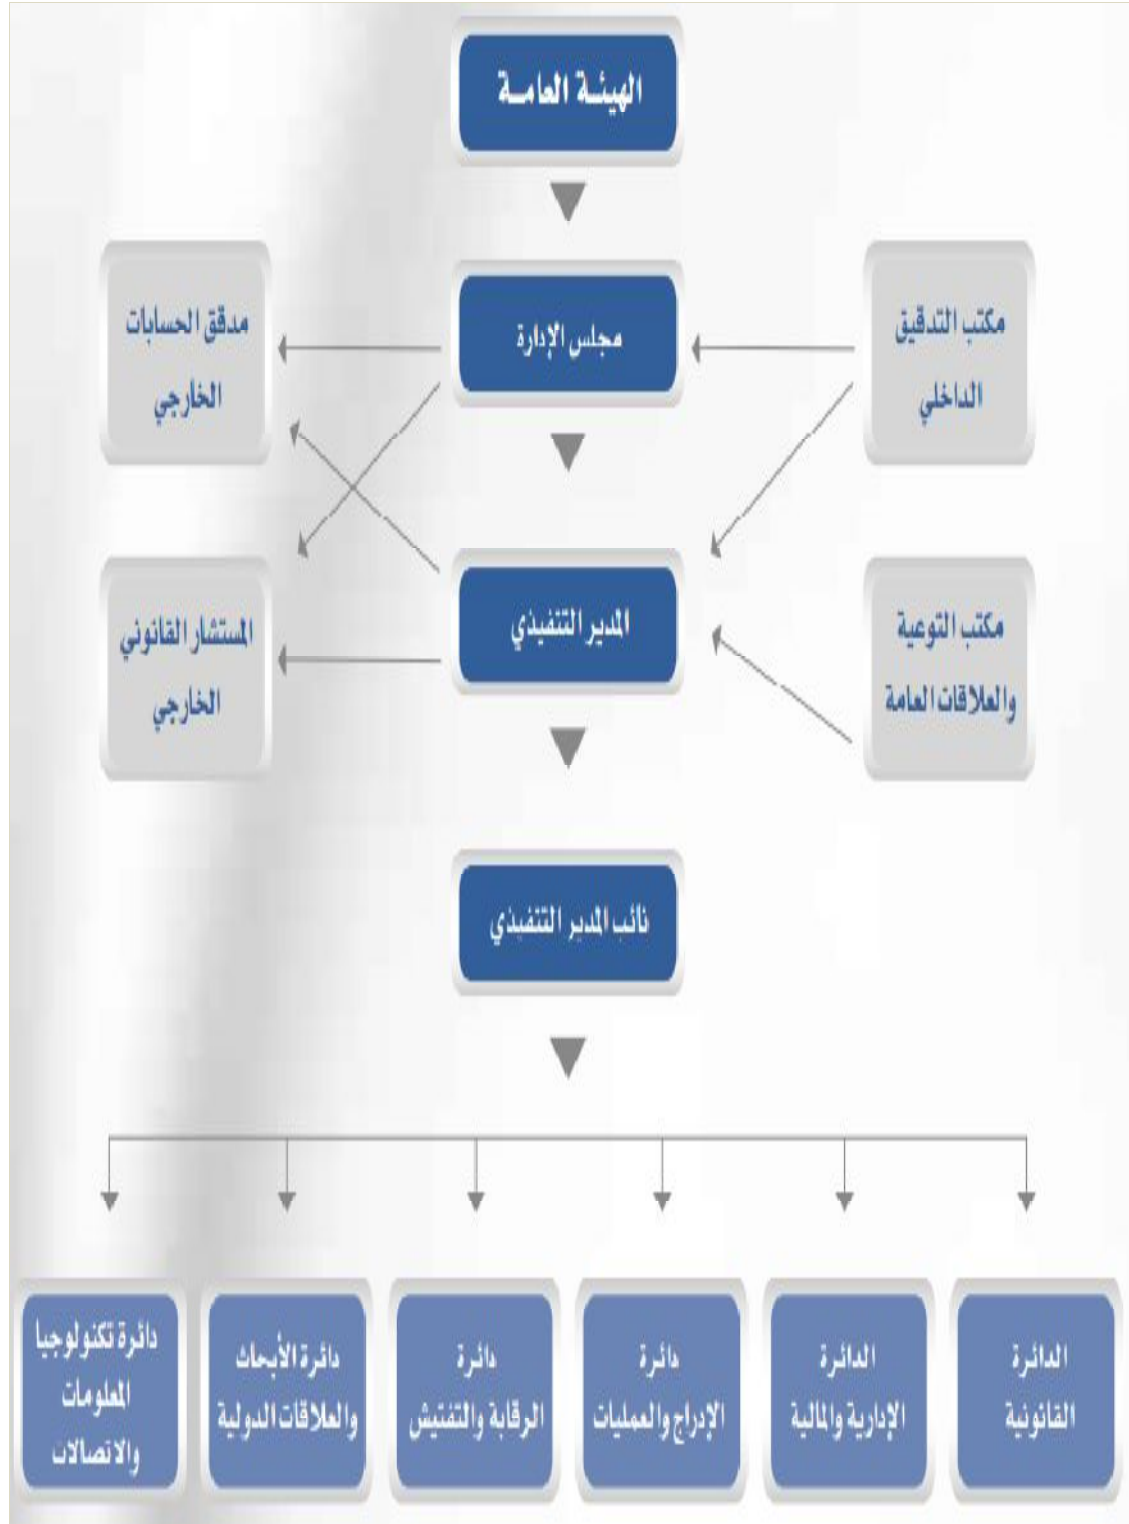 الهيئـة العامـة
مكتب التدقيق
الداخلي
مجلس الإدارة
مدقق الحسابات
الخارجي
مكتب التوعية
والعلاقات العامة
المدير التنفيذي
المستشار القانوني
الخارجي
نائب المدير التنفيذي
الدائرة
القانونية
الدائرة
الإدارية والمالية
دائرة
الإدراج والعمليات
دائرة
الرقابة والتفتيش
دائرة الأبحاث
والعلاقات الدولية
دائرة تكنولوجيا
المعلومات
والاتصالات